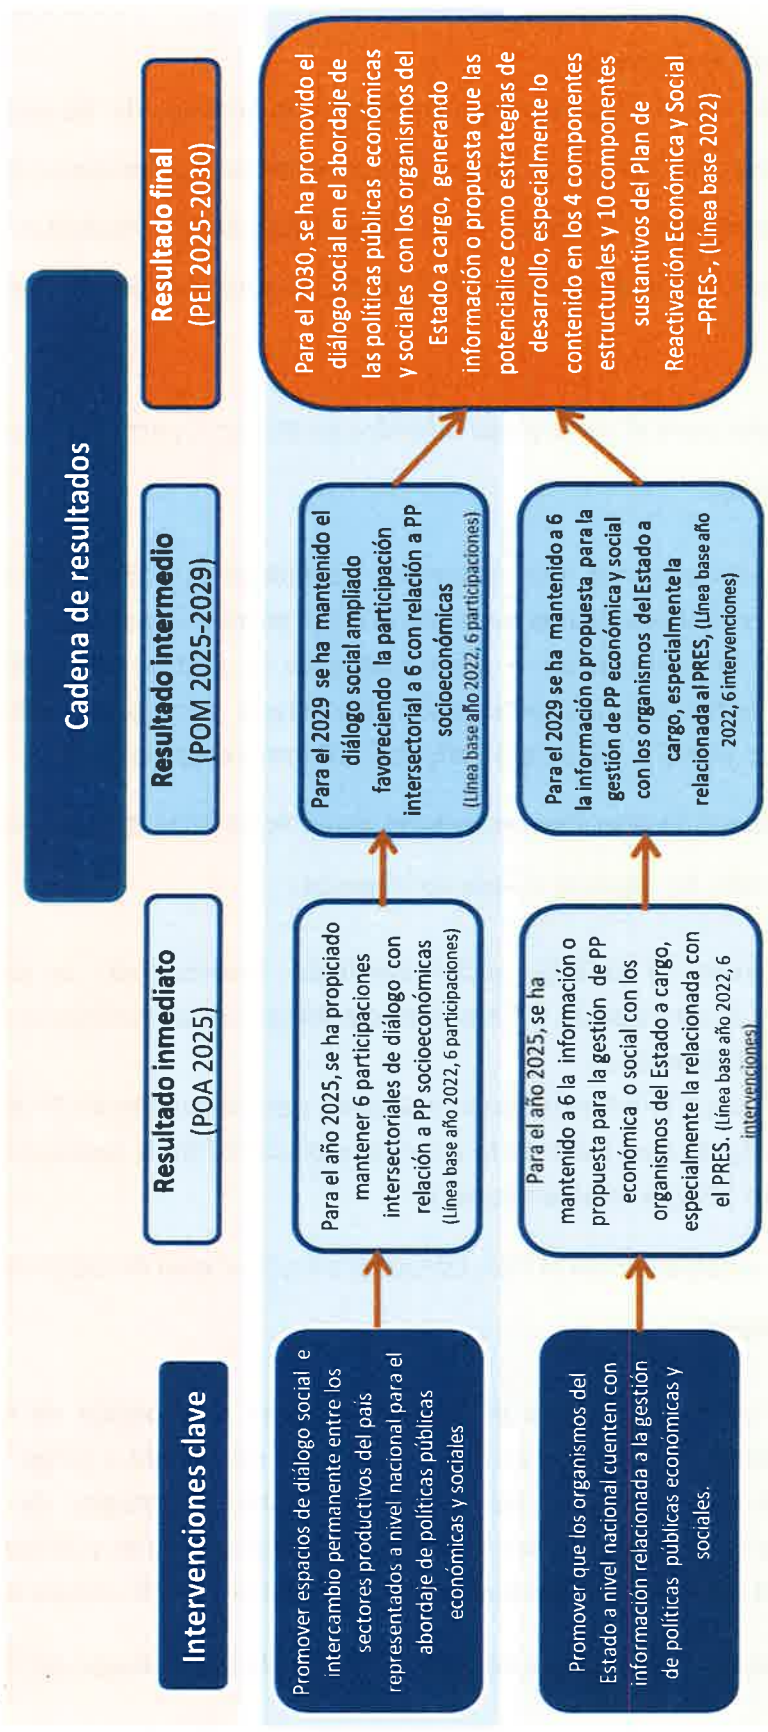 Cadena de resultados
Intervenciones clave
Resultado inmediato
(POA 2025)
Resultado intermedio
(POM 2025-2029)
Resultado final
(PEI 2025-2030)
Promover espacios de diálogo social e
intercambio permanente entre los
sectores productivos del país
representados a nivel nacional para el
abordaje de políticas públicas
económicas y sociales
Para el año 2025, se ha propiciado
mantener 6 participaciones
intersectoriales de diálogo con
relación a PP socioeconómicas
(Línea base año 2022, 6 participaciones)
Para el 2029 se ha mantenido el
diálogo social ampliado
favoreciendo la participación
intersectorial a 6 con relación a PP
socioeconómicas
(Línea base año 2022, 6 participaciones)
Para el 2030, se ha promovido el
diálogo social en el abordaje de
las políticas públicas económicas
y sociales con los organismos del
Estado a cargo, generando
información o propuesta que las
potencialice como estrategias de
desarrollo, especialmente lo
contenido en los 4 componentes
estructurales y 10 componentes
sustantivos del Plan de
Reactivación Económica y Social
–PRES-, (Línea base 2022)
Promover que los organismos del
Estado a nivel nacional cuenten con
información relacionada a la gestión
de políticas públicas económicas y
sociales.
Para el año 2025, se ha
mantenido a 6 la información o
propuesta para la gestión de PP
económica o social con los
organismos del Estado a cargo,
especialmente la relacionada con
el PRES. (Línea base año 2022, 6
intervenciones)
Para el 2029 se ha mantenido a 6
la información o propuesta para la
gestión de PP económica y social
con los organismos del Estado a
cargo, especialmente la
relacionada al PRES, (Línea base año
2022, 6 intervenciones)